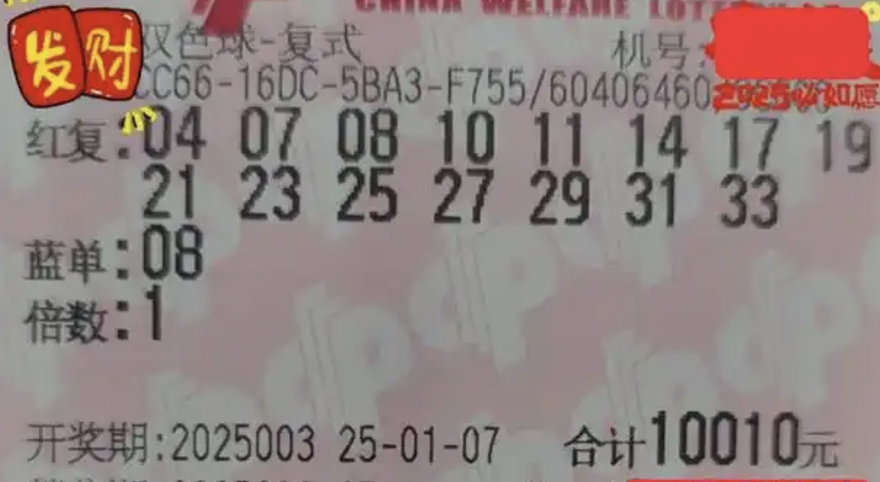 CHINA WELFARE LOTTERY
发财
双色球-复式 机号:
CC66-16DC-5BA3-F755/60406460
2025必如愿
红复:04 07 08 10 11 14 17 19
21 23 25 27 29 31 33
蓝单:08
倍数:1
开奖期:2025003 25-01-07 合计10010元